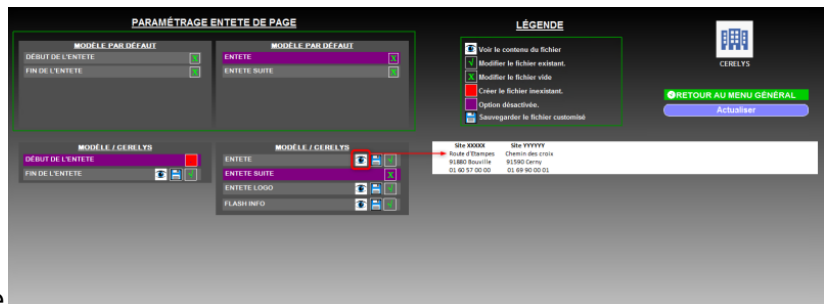 PARAMÉTRAGE ENTETE DE PAGE
MODÈLE PAR DÉFAUT
DÉBUT DE L'ENTETE X
FIN DE L'ENTETE X
MODÈLE PAR DÉFAUT
ENTETE X
ENTETE SUITE X
LÉGENDE
Voir le contenu du fichier
√ Modifier le fichier existant.
X Modifier le fichier vide
Créer le fichier inexistant.
Option désactivée.
Sauvegarder le fichier customisé
CERELYS
RETOUR AU MENU GÉNÉRAL
Actualiser
MODÈLE / CERELYS
DÉBUT DE L'ENTETE
FIN DE L'ENTETE √
MODÈLE / CERELYS
ENTETE √
ENTETE SUITE X
ENTETE LOGO √
FLASH INFO √
Site XXXXX Site YYYYYY
Route d'Etampes Chemin des croix
91880 Bouville 91590 Cerny
01 60 57 00 00 01 69 90 00 01